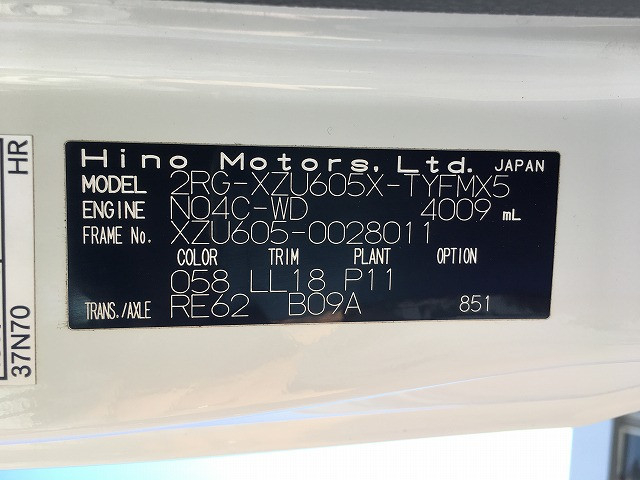 Hino Motors, Ltd. JAPAN
MODEL 2RG-XZU605X-TYFMX5
ENGINE N04C-WD 4009 mL
FRAME No. XZU605-0028011
COLOR TRIM PLANT OPTION
058 LL18 P11
TRANS./AXLE RE62 B09A 851
HR
37N70